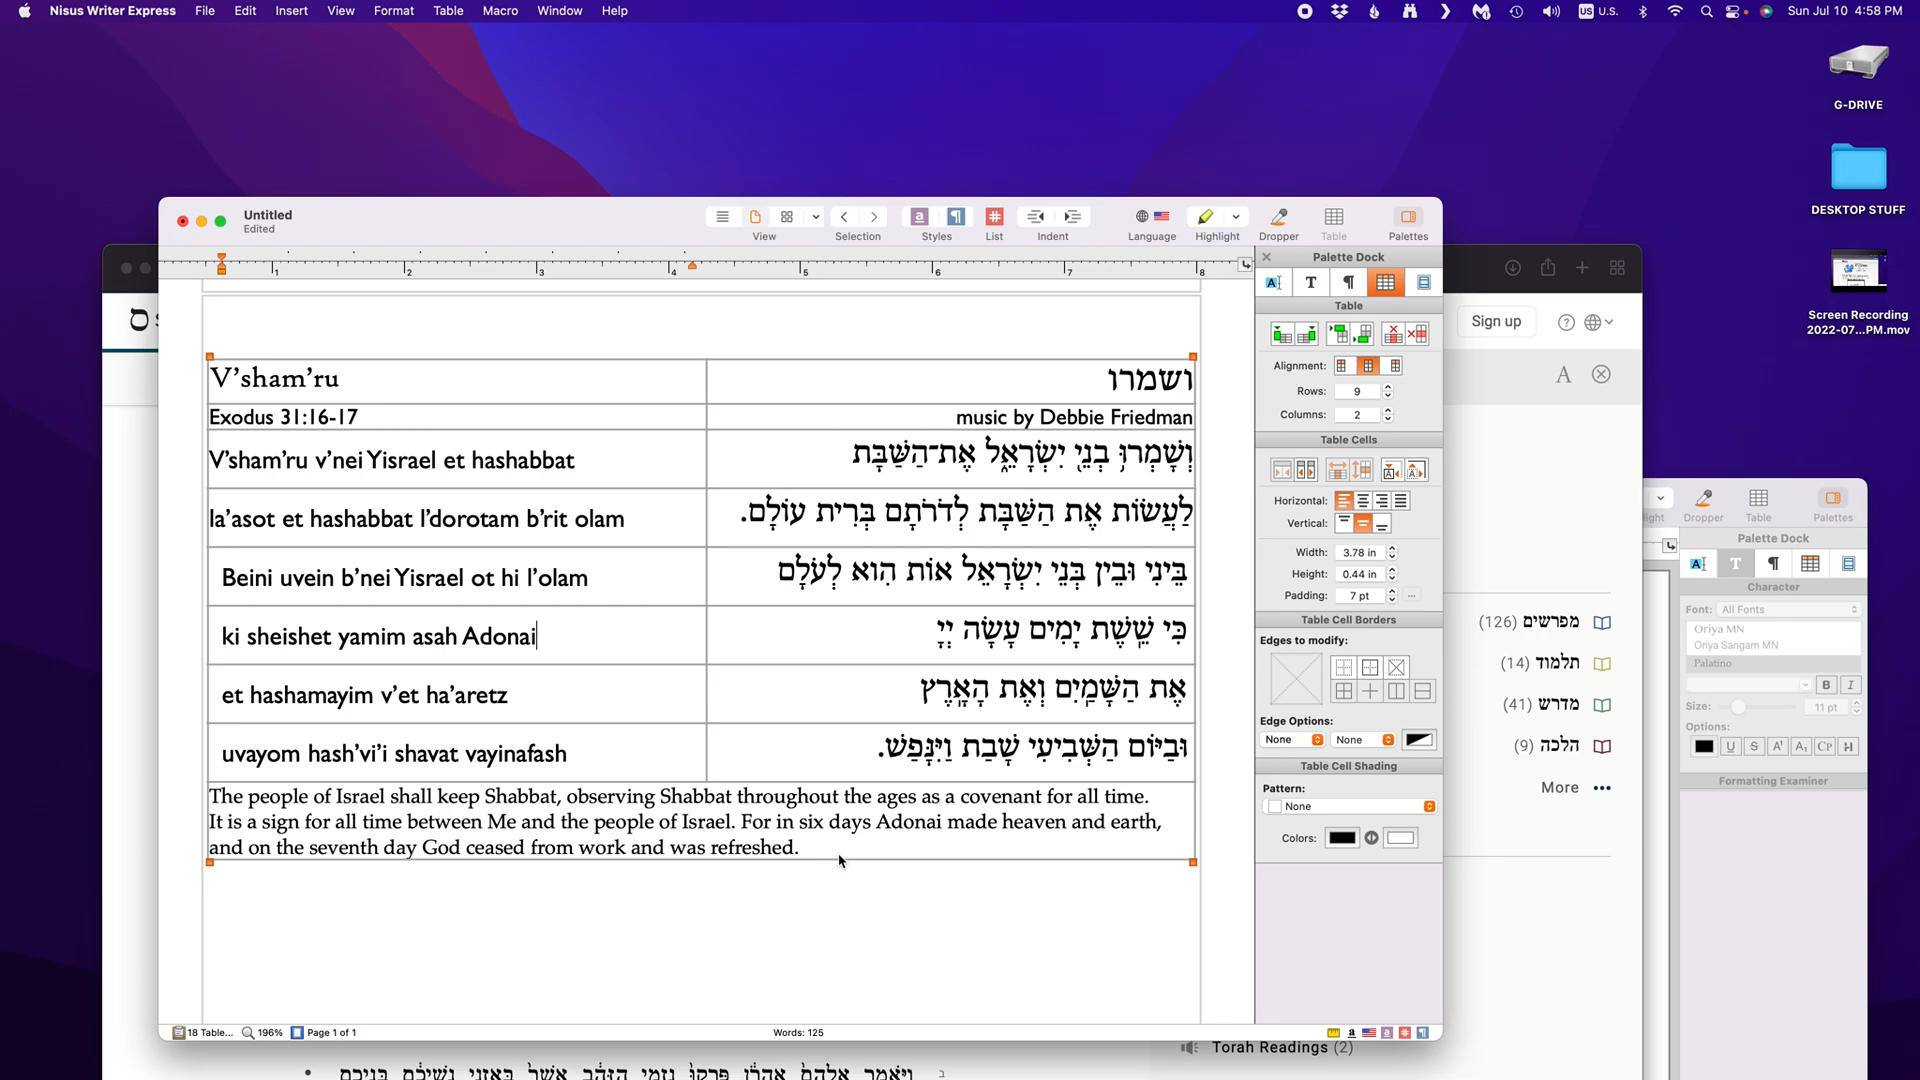 Nisus Writer Express File Edit Insert View Format Table Macro Window Help
US U.S. Sun Jul 10 4:58 PM
G-DRIVE
DESKTOP STUFF
Screen Recording
2022-07...PM.mov
Untitled
Edited
View Selection Styles List Indent Language Highlight Dropper Table Palettes
1 2 3 4 5 6 7 8
V’sham’ru ושמרו
Exodus 31:16-17 music by Debbie Friedman
V’sham’ru v’nei Yisrael et hashabbat וְשָׁמְר֥וּ בְנֵֽי־ יִשְׂרָאֵ֖ל אֶת־הַשַּׁבָּת
la’asot et hashabbat l’dorotam b’rit olam לַעֲשׂוֹת אֶת הַשַּׁבָּת לְדֹרֹתָם בְּרִית עוֹלָם.
Beini uvein b’nei Yisrael ot hi l’olam בֵּינִי וּבֵין בְּנֵי יִשְׂרָאֵל אוֹת הִוא לְעֹלָם
ki sheishet yamim asah Adonai כִּי שֵֽׁשֶׁת יָמִים עָשָׂה יְיָ
et hashamayim v’et ha’aretz אֶת הַשָּׁמַֽיִם וְאֶת הָאָֽרֶץ
uvayom hash’vi’i shavat vayinafash וּבַיּוֹם הַשְּׁבִיעִי שָׁבַת וַיִּנָּפַשׁ.
The people of Israel shall keep Shabbat, observing Shabbat throughout the ages as a covenant for all time.
It is a sign for all time between Me and the people of Israel. For in six days Adonai made heaven and earth,
and on the seventh day God ceased from work and was refreshed.
18 Table... 196% Page 1 of 1 Words: 125
Palette Dock
Table
Alignment:
Rows: 9
Columns: 2
Table Cells
Horizontal:
Vertical:
Width: 3.78 in
Height: 0.44 in
Padding: 7 pt ...
Table Cell Borders
Edges to modify:
Edge Options:
None None
Table Cell Shading
Pattern:
None
Colors:
Sign up
A
מפרשים (126)
תלמוד (14)
מדרש (41)
הלכה (9)
More
Torah Readings (2)
light Dropper Table Palettes
Palette Dock
Character
Font: All Fonts
Oriya MN
Oriya Sangam MN
Palatino
B I
Size: 11 pt
Options:
Formatting Examiner